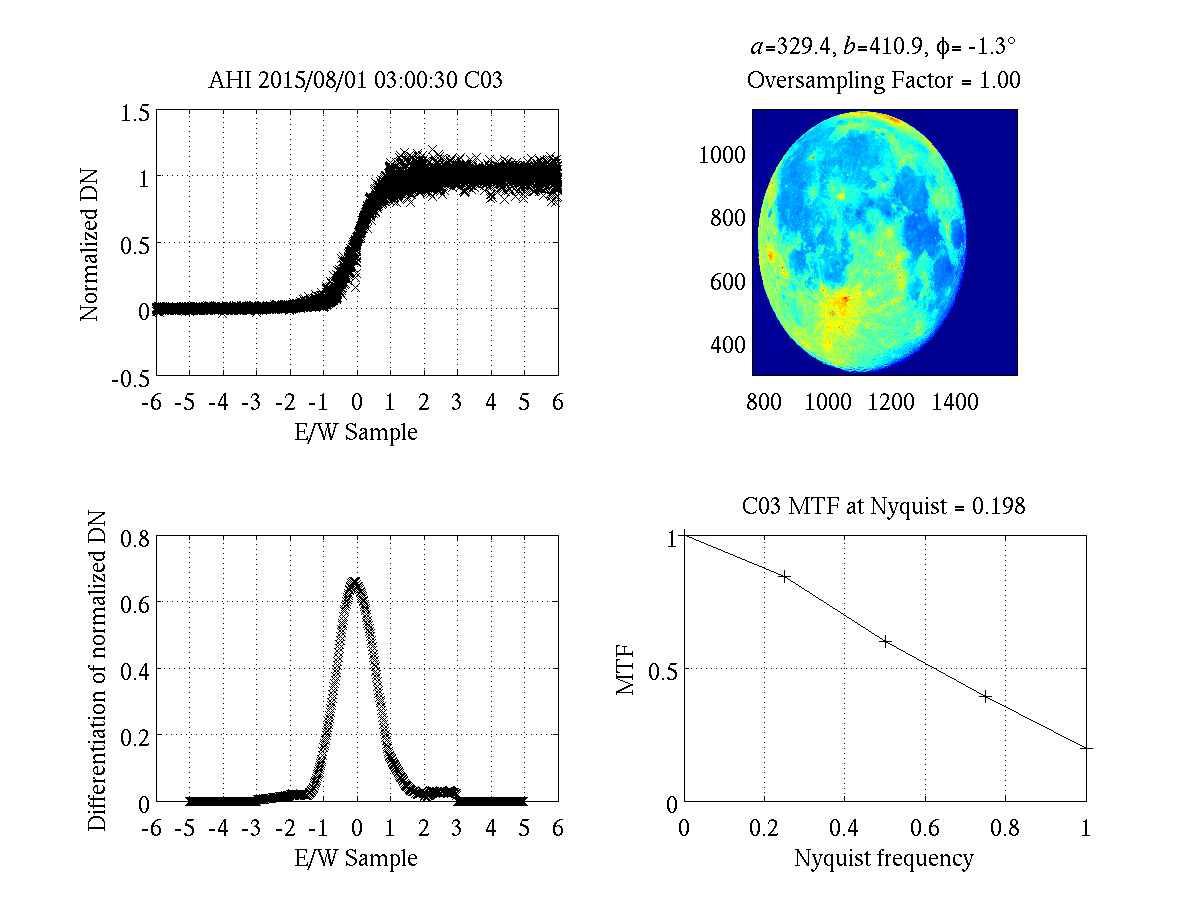 AHI 2015/08/01 03:00:30 C03
1.5
1
0.5
0
-0.5
Normalized DN
-6 -5 -4 -3 -2 -1 0 1 2 3 4 5 6
E/W Sample
a=329.4, b=410.9, ϕ= -1.3°
Oversampling Factor = 1.00
1000
800
600
400
800 1000 1200 1400
0.8
0.6
0.4
0.2
0
Differentiation of normalized DN
-6 -5 -4 -3 -2 -1 0 1 2 3 4 5 6
E/W Sample
C03 MTF at Nyquist = 0.198
1
0.5
0
MTF
0 0.2 0.4 0.6 0.8 1
Nyquist frequency